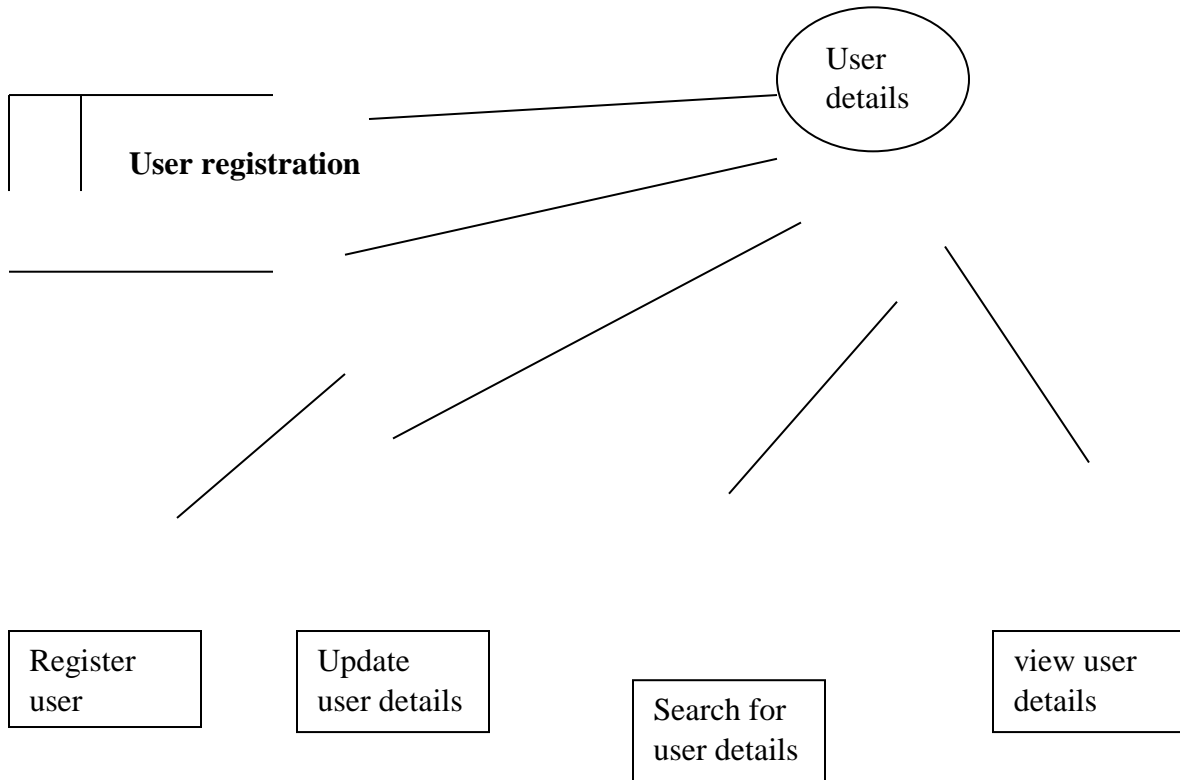 User
details
User registration
Register
user
Update
user details
Search for
user details
view user
details